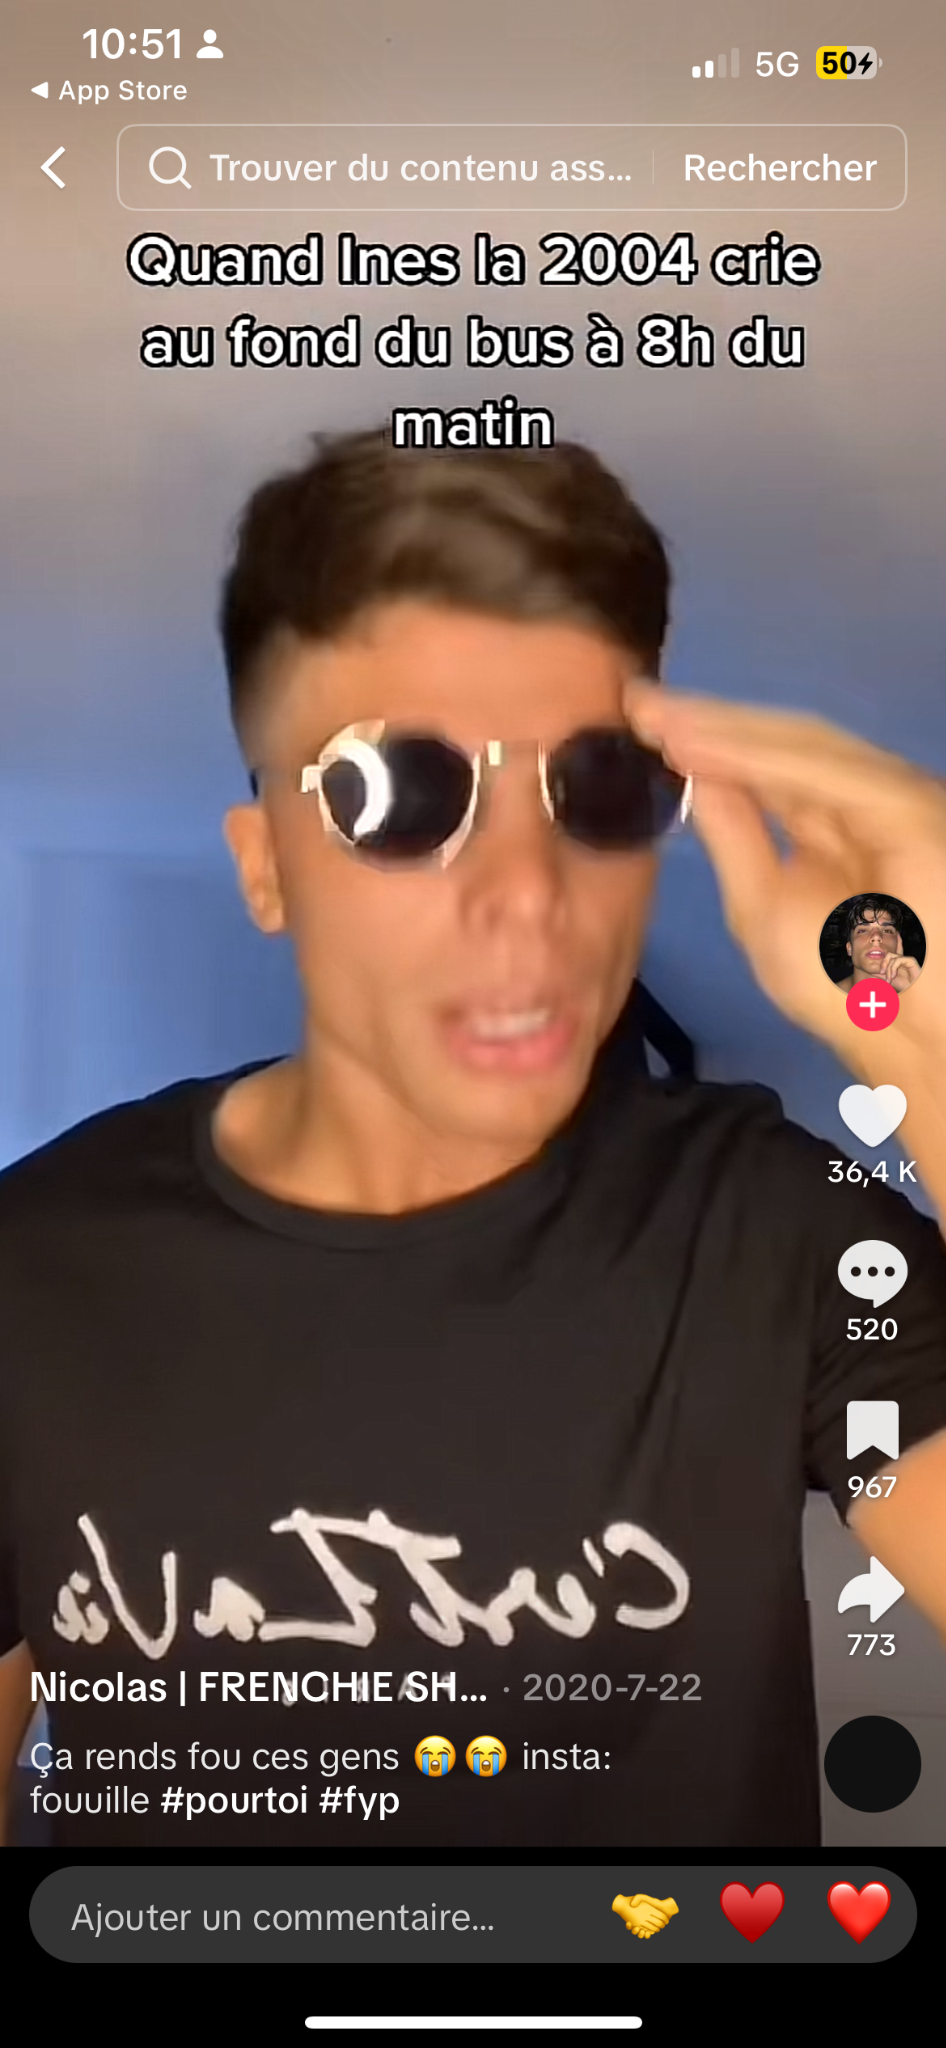 10:51
5G
50
App Store
Trouver du contenu ass... Rechercher
Quand Ines la 2004 crie
au fond du bus à 8h du
matin
36,4 K
520
967
773
C'est La Vie
Nicolas | FRENCHIE SH... · 2020-7-22
Ça rends fou ces gens 😭😭 insta:
fouuille #pourtoi #fyp
Ajouter un commentaire...